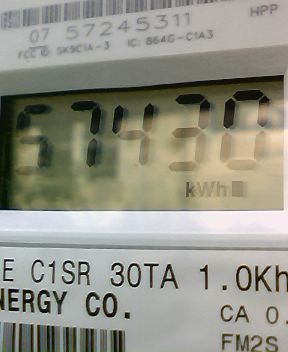 HPP
07 57245311
FCC ID: SK9C1A-3 IC: 864G-C1A3
57430
kWh
E C1SR 30TA 1.0Kh
NERGY CO.
CA 0.
FM2S